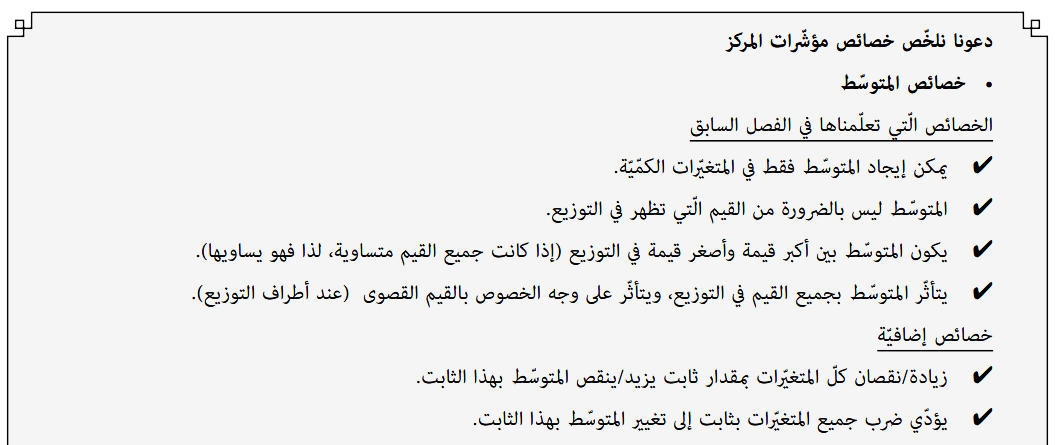 دعونا نلخّص خصائص مؤشّرات المركز
• خصائص المتوسّط
الخصائص الّتي تعلّمناها في الفصل السابق
✔ يمكن إيجاد المتوسّط فقط في المتغيّرات الكمّيّة.
✔ المتوسّط ليس بالضرورة من القيم الّتي تظهر في التوزيع.
✔ يكون المتوسّط بين أكبر قيمة وأصغر قيمة في التوزيع (إذا كانت جميع القيم متساوية، لذا فهو يساويها).
✔ يتأثّر المتوسّط بجميع القيم في التوزيع، ويتأثّر على وجه الخصوص بالقيم القصوى (عند أطراف التوزيع).
خصائص إضافيّة
✔ زيادة/نقصان كلّ المتغيّرات بمقدار ثابت يزيد/ينقص المتوسّط بهذا الثابت.
✔ يؤدّي ضرب جميع المتغيّرات بثابت إلى تغيير المتوسّط بهذا الثابت.